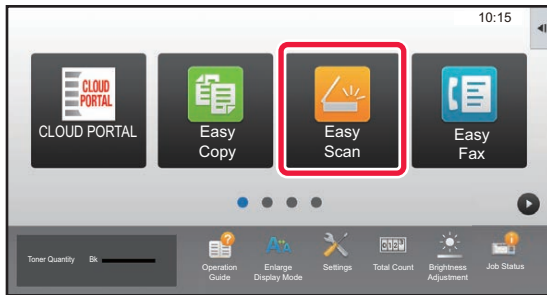 10:15
CLOUD
PORTAL
CLOUD PORTAL
Easy
Copy
Easy
Scan
Easy
Fax
Toner Quantity Bk
Operation
Guide
Enlarge
Display Mode
Settings
Total Count
Brightness
Adjustment
Job Status